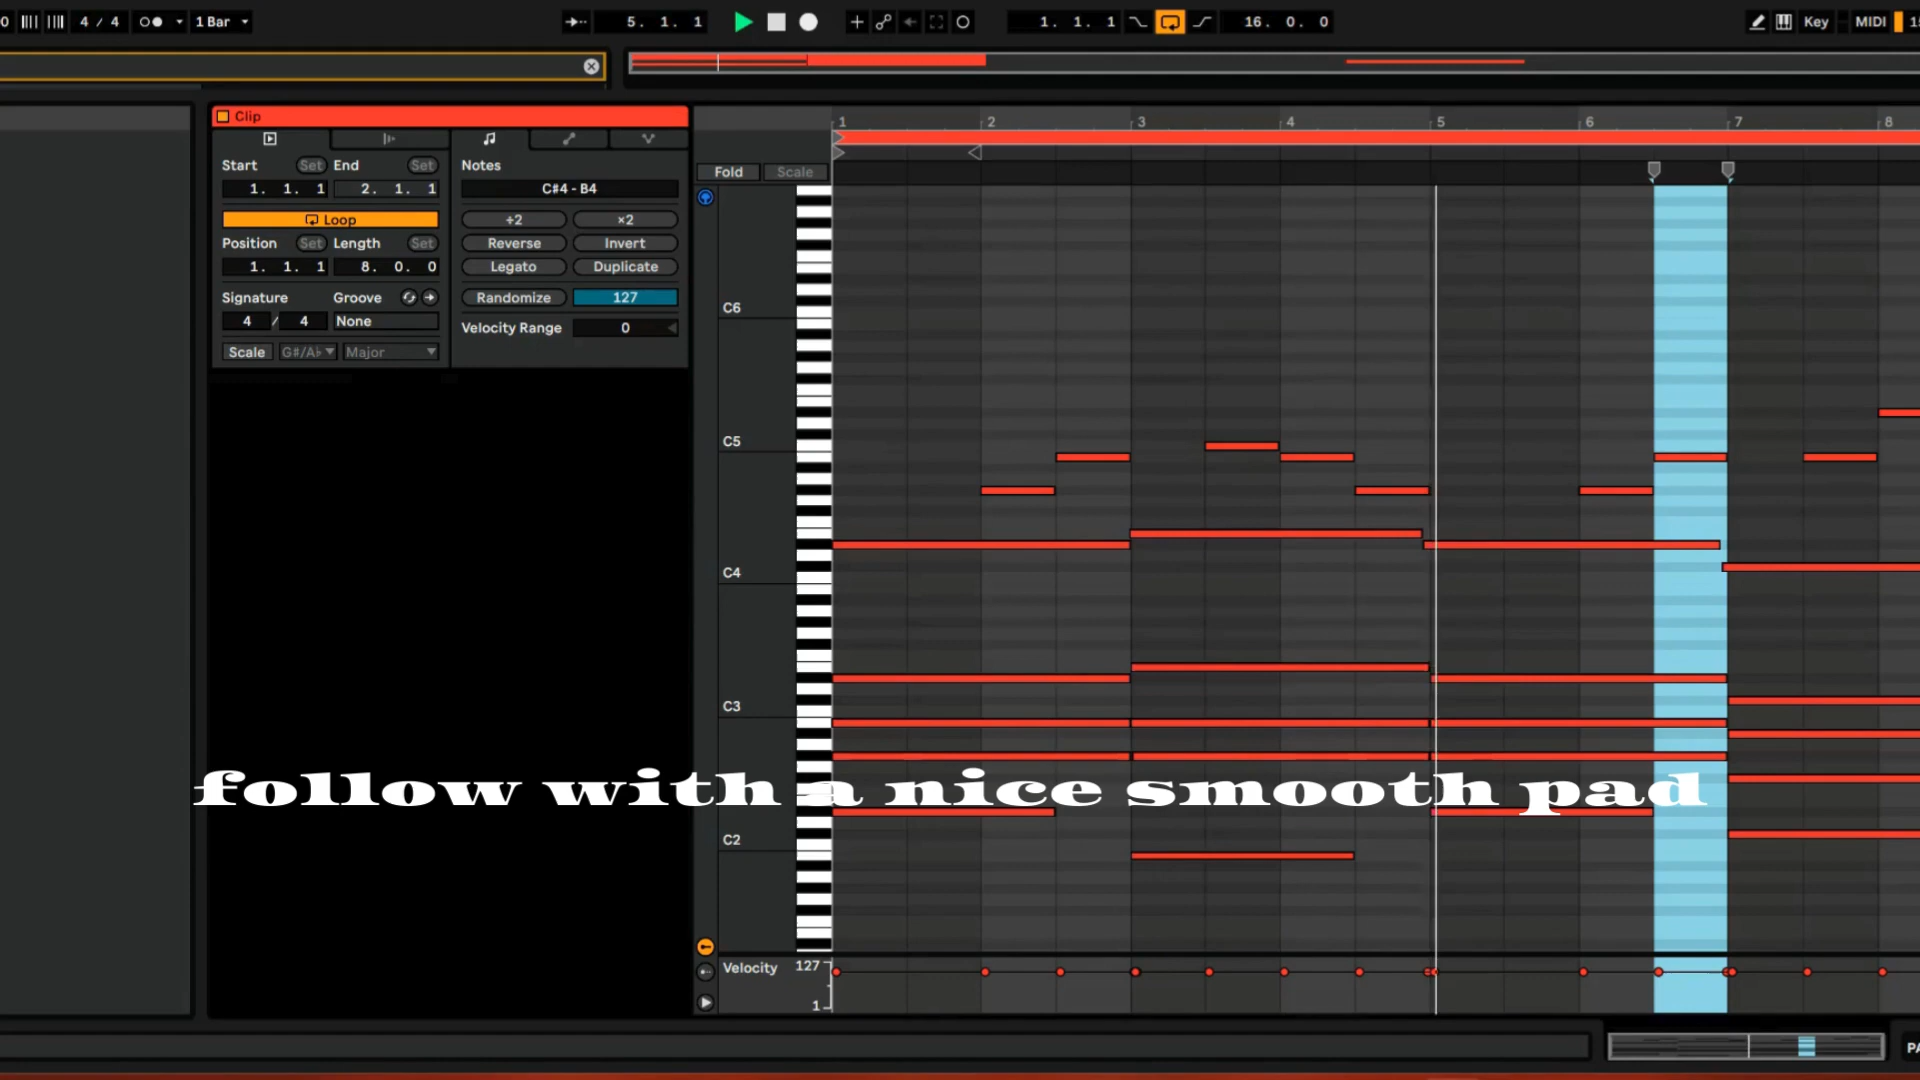 4 / 4
1 Bar
5. 1. 1
1. 1. 1
16. 0. 0
Key
MIDI
Clip
Start Set End Set
1. 1. 1 2. 1. 1
Loop
Position Set Length Set
1. 1. 1 8. 0. 0
Signature Groove
4 / 4 None
Scale G#/A♭ Major
Notes
C#4 - B4
÷2 ×2
Reverse Invert
Legato Duplicate
Randomize 127
Velocity Range 0
1 2 3 4 5 6 7 8
Fold Scale
C6
C5
C4
C3
follow with a nice smooth pad
C2
Velocity 127
1